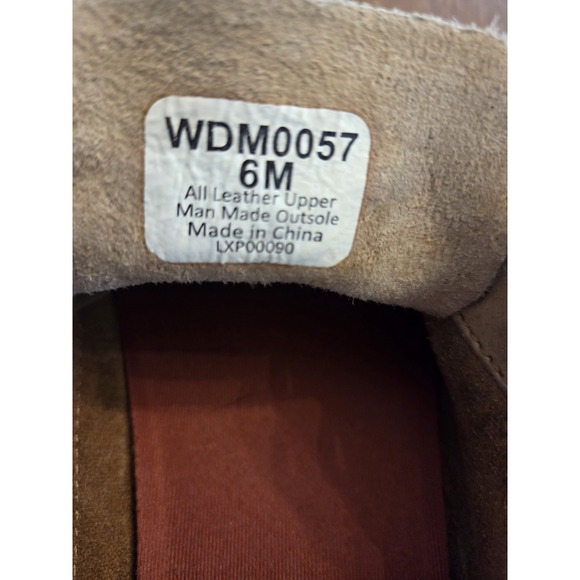 WDM0057
6M
All Leather Upper
Man Made Outsole
Made in China
LXP00090